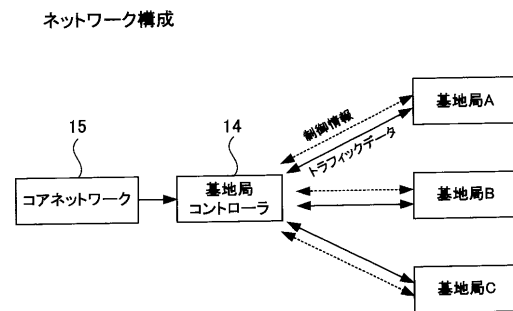 ネットワーク構成
15
コアネットワーク
14
基地局
コントローラ
制御情報
トラフィックデータ
基地局A
基地局B
基地局C